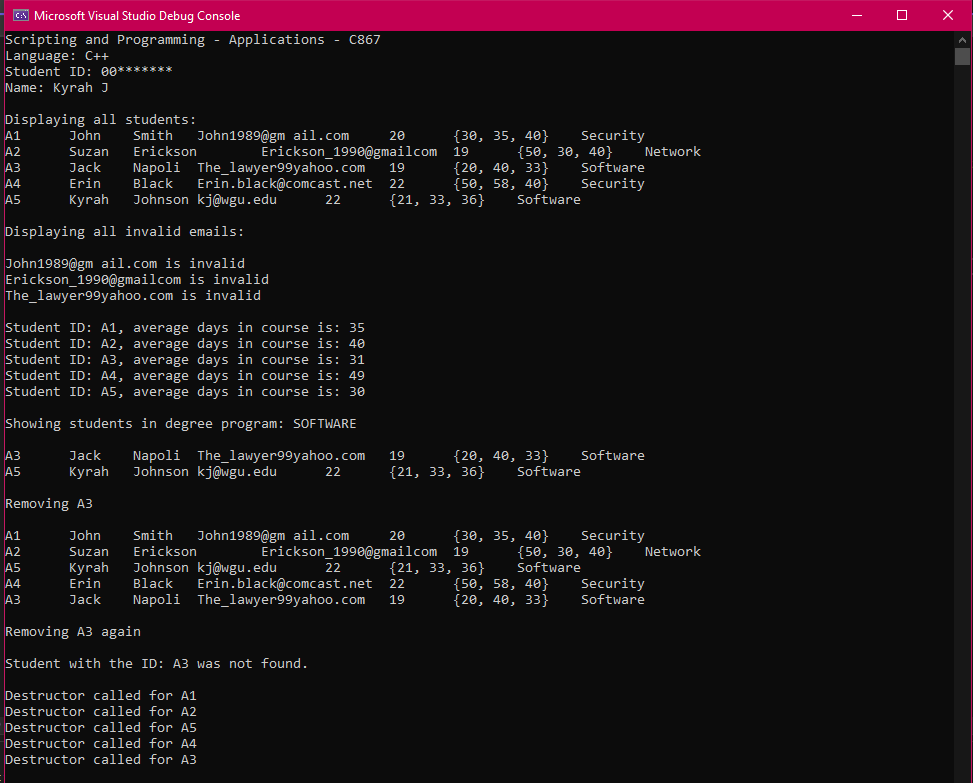 Microsoft Visual Studio Debug Console
Scripting and Programming - Applications - C867
Language: C++
Student ID: 00*******
Name: Kyrah J
Displaying all students:
A1 John Smith John1989@gm ail.com 20 {30, 35, 40} Security
A2 Suzan Erickson Erickson_1990@gmailcom 19 {50, 30, 40} Network
A3 Jack Napoli The_lawyer99yahoo.com 19 {20, 40, 33} Software
A4 Erin Black Erin.black@comcast.net 22 {50, 58, 40} Security
A5 Kyrah Johnson kj@wgu.edu 22 {21, 33, 36} Software
Displaying all invalid emails:
John1989@gm ail.com is invalid
Erickson_1990@gmailcom is invalid
The_lawyer99yahoo.com is invalid
Student ID: A1, average days in course is: 35
Student ID: A2, average days in course is: 40
Student ID: A3, average days in course is: 31
Student ID: A4, average days in course is: 49
Student ID: A5, average days in course is: 30
Showing students in degree program: SOFTWARE
A3 Jack Napoli The_lawyer99yahoo.com 19 {20, 40, 33} Software
A5 Kyrah Johnson kj@wgu.edu 22 {21, 33, 36} Software
Removing A3
A1 John Smith John1989@gm ail.com 20 {30, 35, 40} Security
A2 Suzan Erickson Erickson_1990@gmailcom 19 {50, 30, 40} Network
A5 Kyrah Johnson kj@wgu.edu 22 {21, 33, 36} Software
A4 Erin Black Erin.black@comcast.net 22 {50, 58, 40} Security
A3 Jack Napoli The_lawyer99yahoo.com 19 {20, 40, 33} Software
Removing A3 again
Student with the ID: A3 was not found.
Destructor called for A1
Destructor called for A2
Destructor called for A5
Destructor called for A4
Destructor called for A3